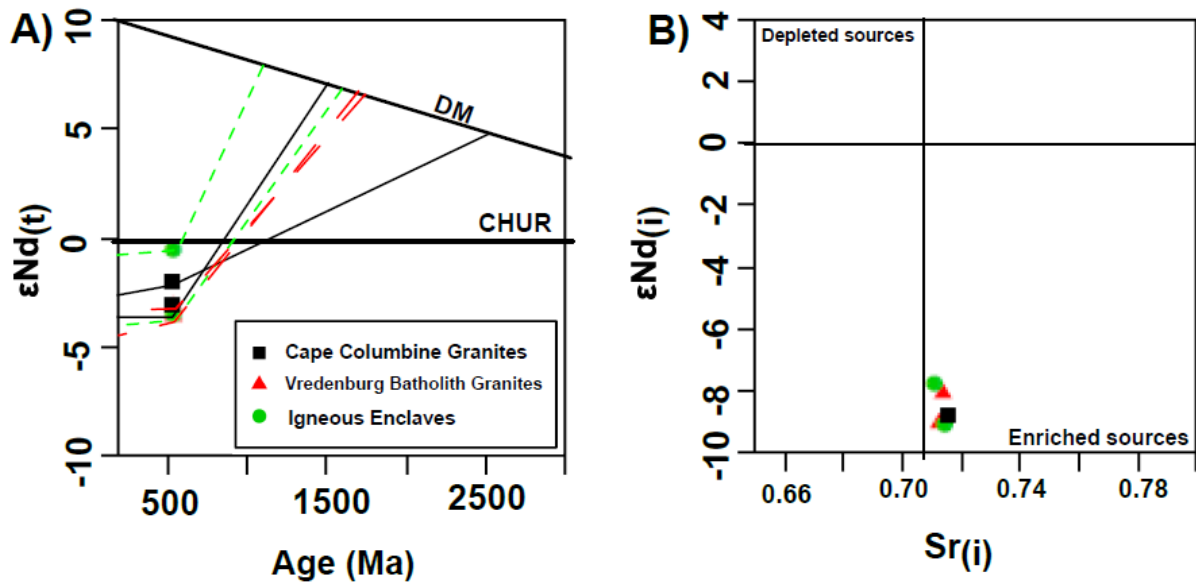 A)
10
5
0
-5
-10
εNd(t)
DM
CHUR
Cape Columbine Granites
Vredenburg Batholith Granites
Igneous Enclaves
500
1500
2500
Age (Ma)
B)
Depleted sources
4
2
0
-2
-4
-6
-8
-10
εNd(i)
Enriched sources
0.66
0.70
0.74
0.78
Sr(i)